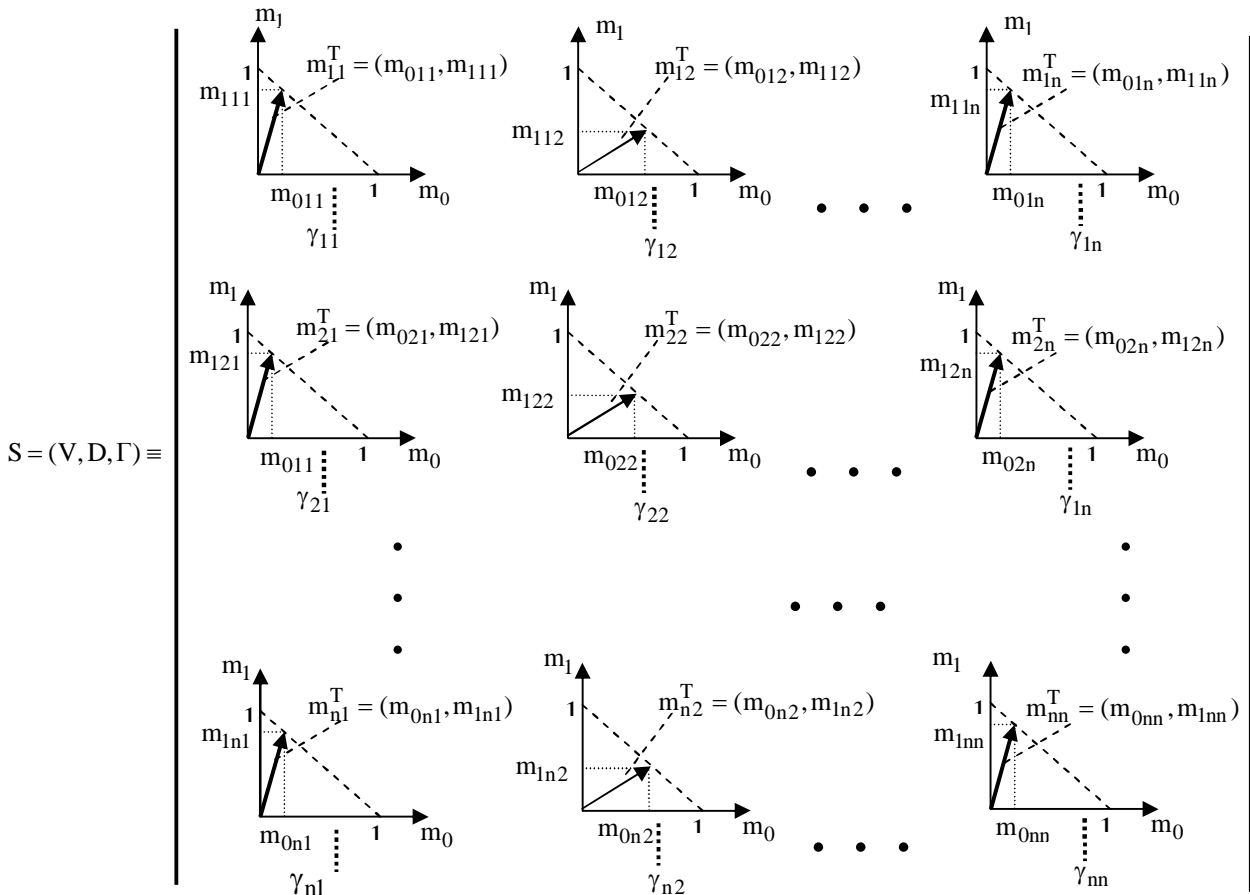 m₁ m₁ m₁
1 m₁₁ᵀ = (m₀₁₁, m₁₁₁) 1 m₁₂ᵀ = (m₀₁₂, m₁₁₂) 1 m₁ₙᵀ = (m₀₁ₙ, m₁₁ₙ)
m₁₁₁ m₁₁₂ m₁₁ₙ
m₀₁₁ 1 m₀ m₀₁₂ 1 m₀ • • • m₀₁ₙ 1 m₀
γ₁₁ γ₁₂ γ₁ₙ
m₁ m₁ m₁
1 m₂₁ᵀ = (m₀₂₁, m₁₂₁) 1 m₂₂ᵀ = (m₀₂₂, m₁₂₂) 1 m₂ₙᵀ = (m₀₂ₙ, m₁₂ₙ)
m₁₂₁ m₁₂₂ m₁₂ₙ
S = (V, D, Γ) ≡ m₀₁₁ 1 m₀ m₀₂₂ 1 m₀ • • • m₀₂ₙ 1 m₀
γ₂₁ γ₂₂ γ₁ₙ
• • • • • • • • •
m₁ m₁ m₁
1 mₙ₁ᵀ = (m₀ₙ₁, m₁ₙ₁) 1 mₙ₂ᵀ = (m₀ₙ₂, m₁ₙ₂) 1 mₙₙᵀ = (m₀ₙₙ, m₁ₙₙ)
m₁ₙ₁ m₁ₙ₂ m₁ₙₙ
m₀ₙ₁ 1 m₀ m₀ₙ₂ 1 m₀ • • • m₀ₙₙ 1 m₀
γₙ₁ γₙ₂ γₙₙ